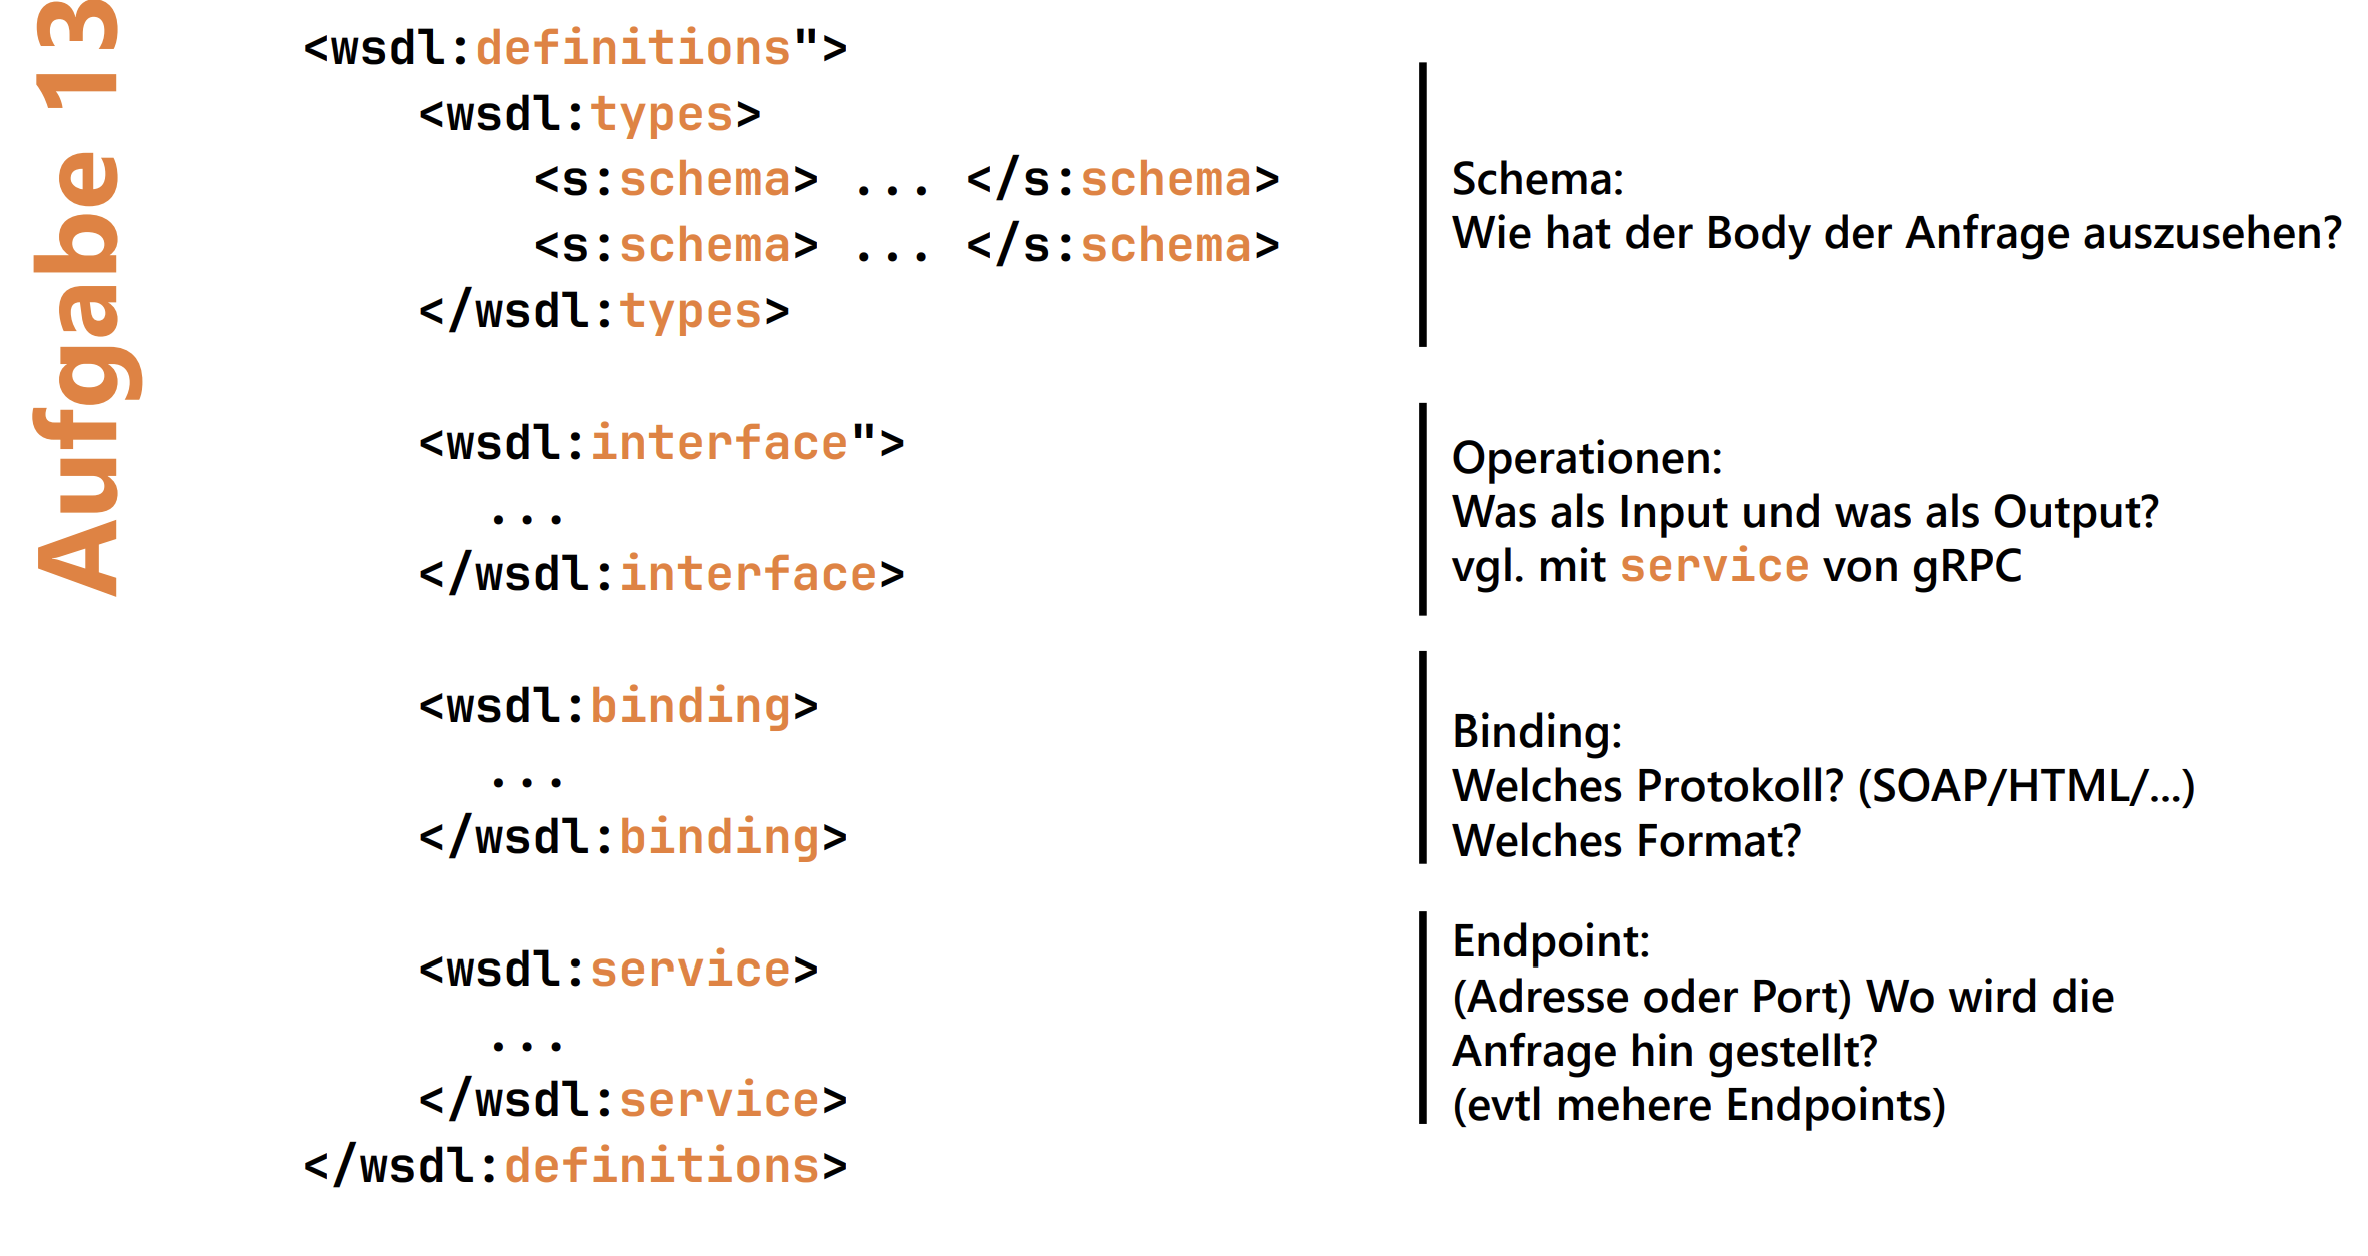 Aufgabe 13
<wsdl:definitions">
<wsdl:types>
<s:schema> ... </s:schema>
<s:schema> ... </s:schema>
</wsdl:types>
<wsdl:interface">
...
</wsdl:interface>
<wsdl:binding>
...
</wsdl:binding>
<wsdl:service>
...
</wsdl:service>
</wsdl:definitions>
Schema:
Wie hat der Body der Anfrage auszusehen?
Operationen:
Was als Input und was als Output?
vgl. mit service von gRPC
Binding:
Welches Protokoll? (SOAP/HTML/...)
Welches Format?
Endpoint:
(Adresse oder Port) Wo wird die
Anfrage hin gestellt?
(evtl mehere Endpoints)